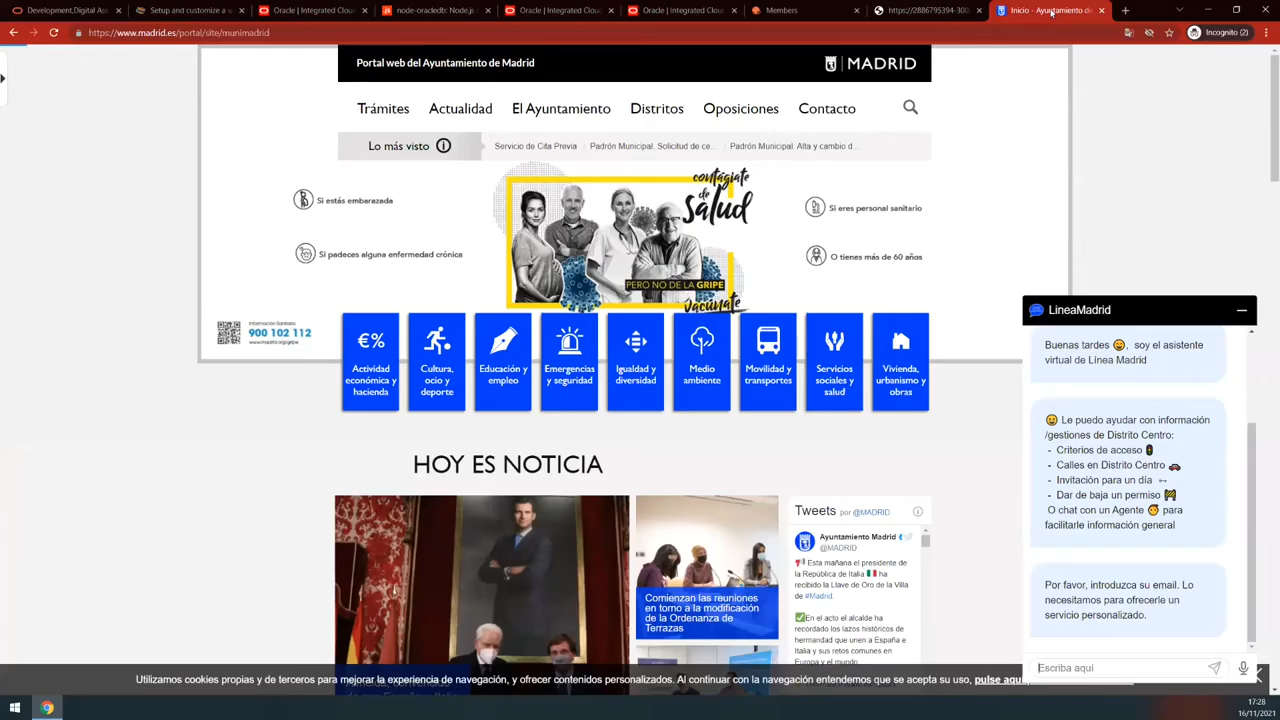 Development,Digital Ass
Setup and customize a w
Oracle | Integrated Cloud
node-oracledb: Node.js
Oracle | Integrated Cloud
Oracle | Integrated Cloud
Members
https://2886795394-300
Inicio - Ayuntamiento de
https://www.madrid.es/portal/site/munimadrid
Incognito (2)
Portal web del Ayuntamiento de Madrid
MADRID
Trámites Actualidad El Ayuntamiento Distritos Oposiciones Contacto
Lo más visto
Servicio de Cita Previa
Padrón Municipal. Solicitud de ce...
Padrón Municipal. Alta y cambio d...
contágiate
de
salud
Si estás embarazada
Si eres personal sanitario
Si padeces alguna enfermedad crónica
O tienes más de 60 años
PERO NO DE LA GRIPE
vacúnate
Información Sanitaria
900 102 112
www.madrid.org/gripe
€%
Actividad
económica y
hacienda
Cultura,
ocio y
deporte
Educación y
empleo
Emergencias
y seguridad
Igualdad y
diversidad
Medio
ambiente
Movilidad y
transportes
Servicios
sociales y
salud
Vivienda,
urbanismo y
obras
HOY ES NOTICIA
Comienzan las reuniones
en torno a la modificación
de la Ordenanza de
Terrazas
Tweets por @MADRID
Ayuntamiento Madrid
@MADRID
Esta mañana el presidente de
la República de Italia 🇮🇹 ha
recibido la Llave de Oro de la Villa
de #Madrid.
✅En el acto el alcalde ha
recordado los lazos históricos de
hermandad que unen a España e
Italia y sus retos comunes en
Europa y el mundo
LineaMadrid
Buenas tardes 😀, soy el asistente
virtual de Línea Madrid
😀 Le puedo ayudar con información
/gestiones de Distrito Centro:
- Criterios de acceso
- Calles en Distrito Centro 🚗
- Invitación para un día
- Dar de baja un permiso 🚧
O chat con un Agente para
facilitarle información general
Por favor, introduzca su email. Lo
necesitamos para ofrecerle un
servicio personalizado.
Escriba aquí
Utilizamos cookies propias y de terceros para mejorar la experiencia de navegación, y ofrecer contenidos personalizados. Al continuar con la navegación entendemos que se acepta su uso, pulse aquí
17:28
16/11/2021